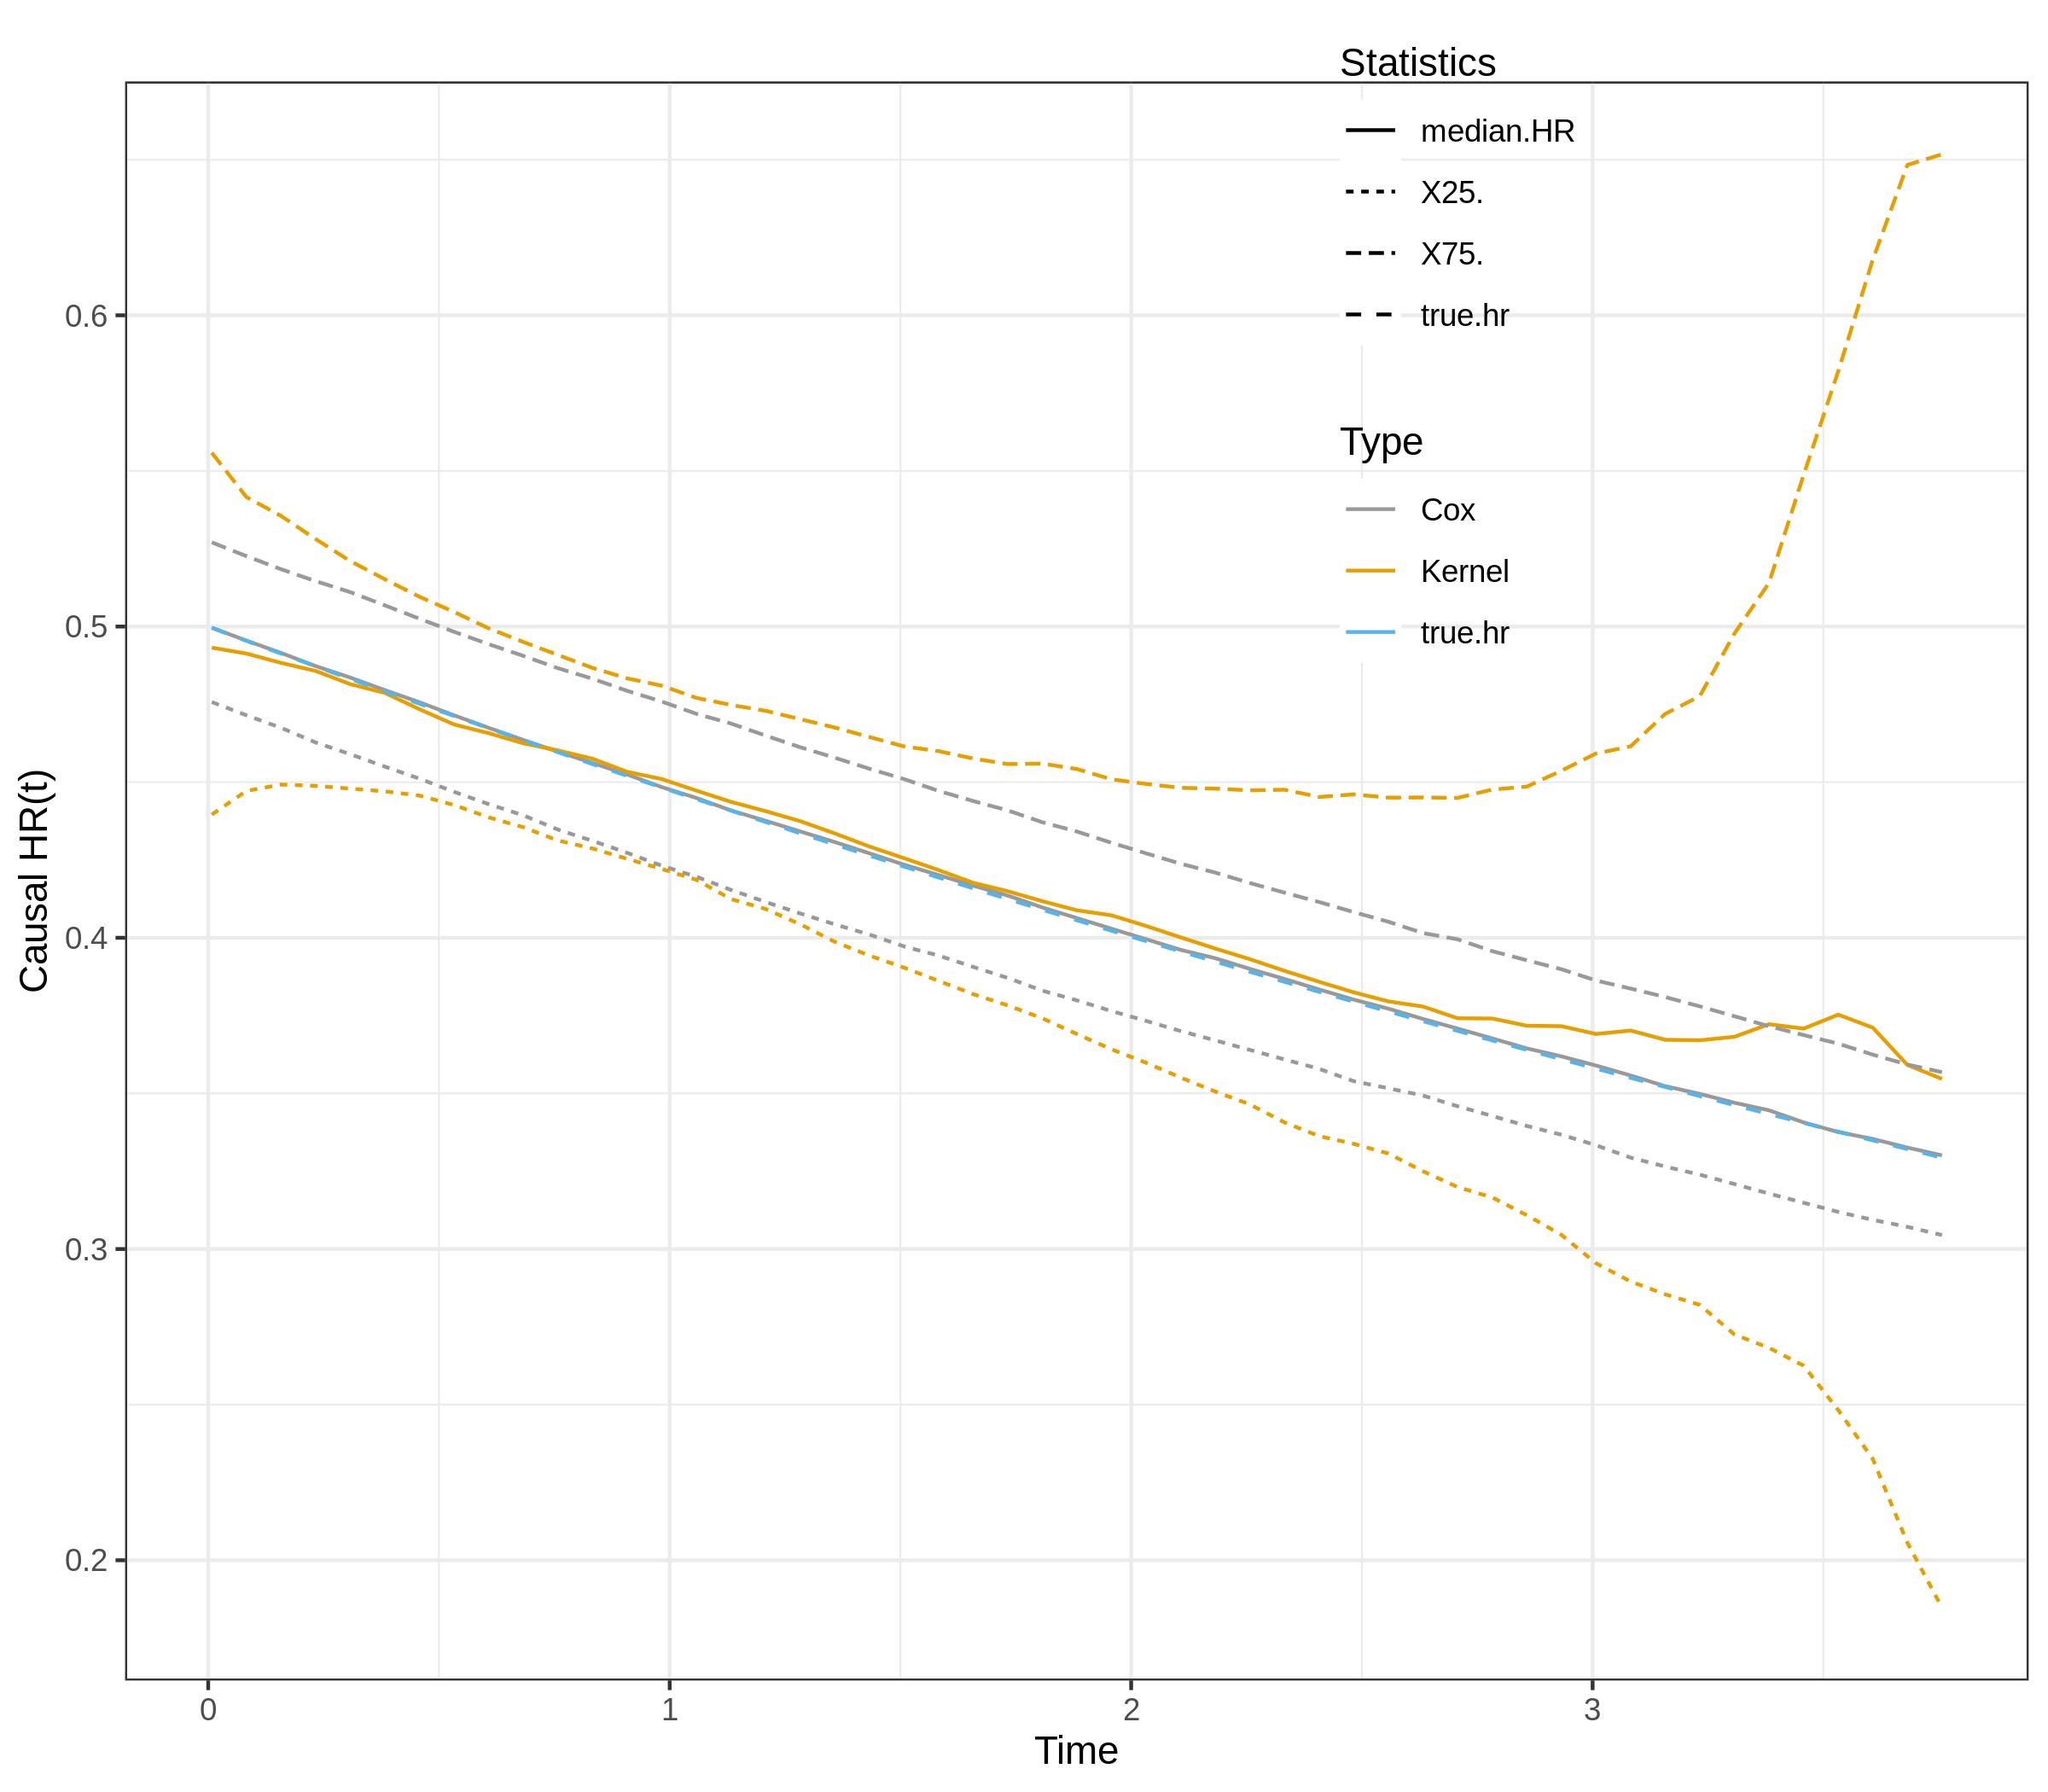 Statistics
median.HR
X25.
X75.
true.hr
Type
Cox
Kernel
true.hr
Causal HR(t)
0.6
0.5
0.4
0.3
0.2
0 1 2 3
Time